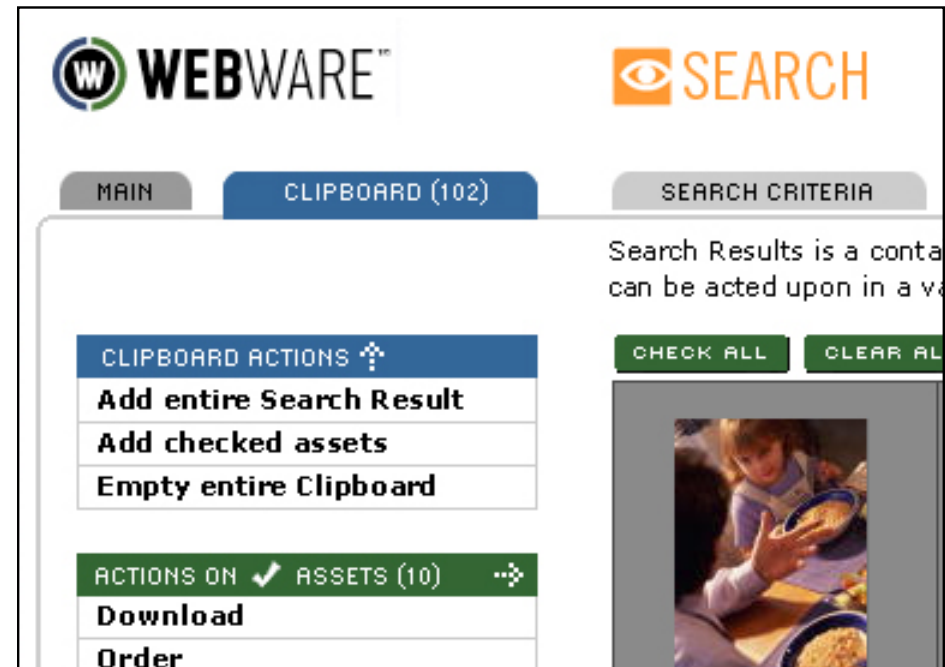 WEBWARE™
SEARCH
MAIN
CLIPBOARD (102)
SEARCH CRITERIA
Search Results is a conta
can be acted upon in a va
CLIPBOARD ACTIONS
Add entire Search Result
Add checked assets
Empty entire Clipboard
CHECK ALL
CLEAR AL
ACTIONS ON ASSETS (10)
Download
Order